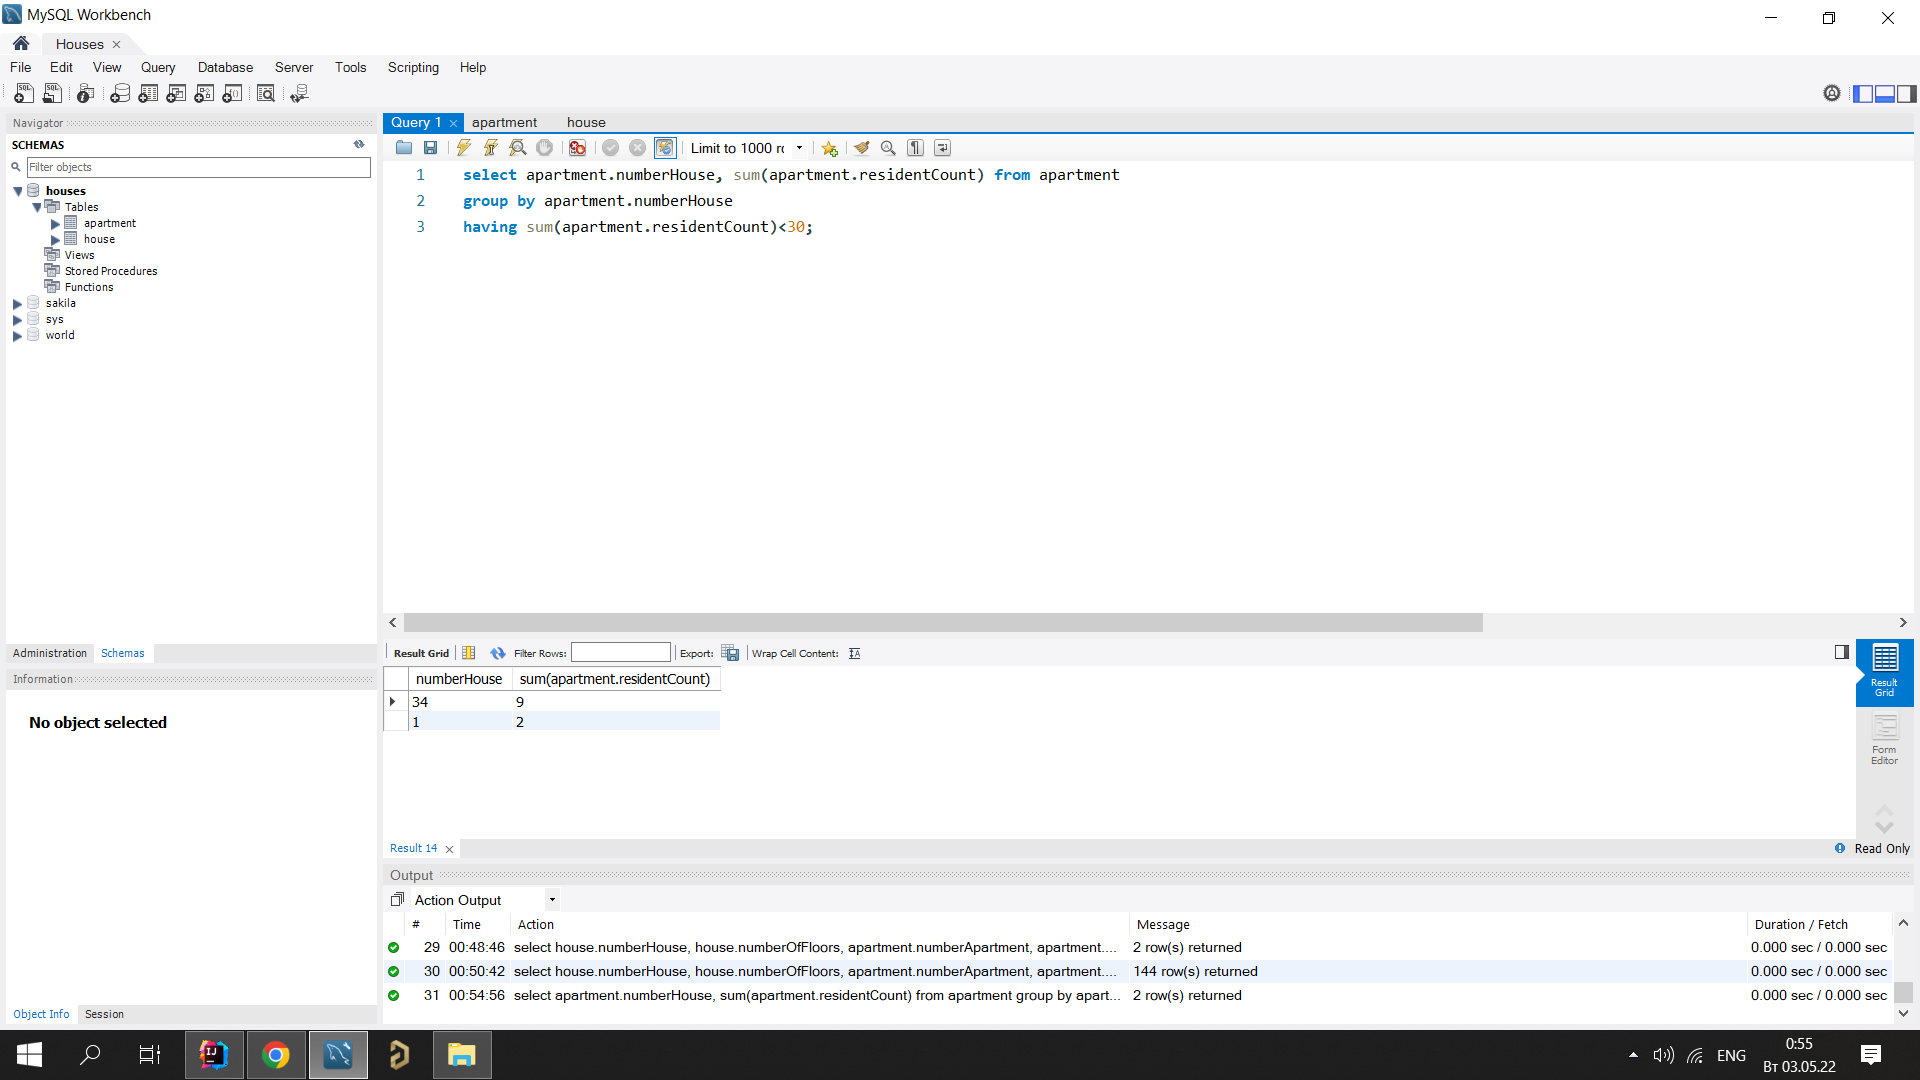 MySQL Workbench
Houses
File Edit View Query Database Server Tools Scripting Help
Navigator
SCHEMAS
Filter objects
houses
Tables
apartment
house
Views
Stored Procedures
Functions
sakila
sys
world
Administration Schemas
Information
No object selected
Object Info Session
Query 1 apartment house
Limit to 1000 rc
1 select apartment.numberHouse, sum(apartment.residentCount) from apartment
2 group by apartment.numberHouse
3 having sum(apartment.residentCount)<30;
Result Grid Filter Rows: Export: Wrap Cell Content:
numberHouse sum(apartment.residentCount)
34 9
1 2
Result Grid
Form Editor
Result 14
Read Only
Output
Action Output
# Time Action Message Duration / Fetch
29 00:48:46 select house.numberHouse, house.numberOfFloors, apartment.numberApartment, apartment.... 2 row(s) returned 0.000 sec / 0.000 sec
30 00:50:42 select house.numberHouse, house.numberOfFloors, apartment.numberApartment, apartment.... 144 row(s) returned 0.000 sec / 0.000 sec
31 00:54:56 select apartment.numberHouse, sum(apartment.residentCount) from apartment group by apart... 2 row(s) returned 0.000 sec / 0.000 sec
ENG
0:55
Вт 03.05.22